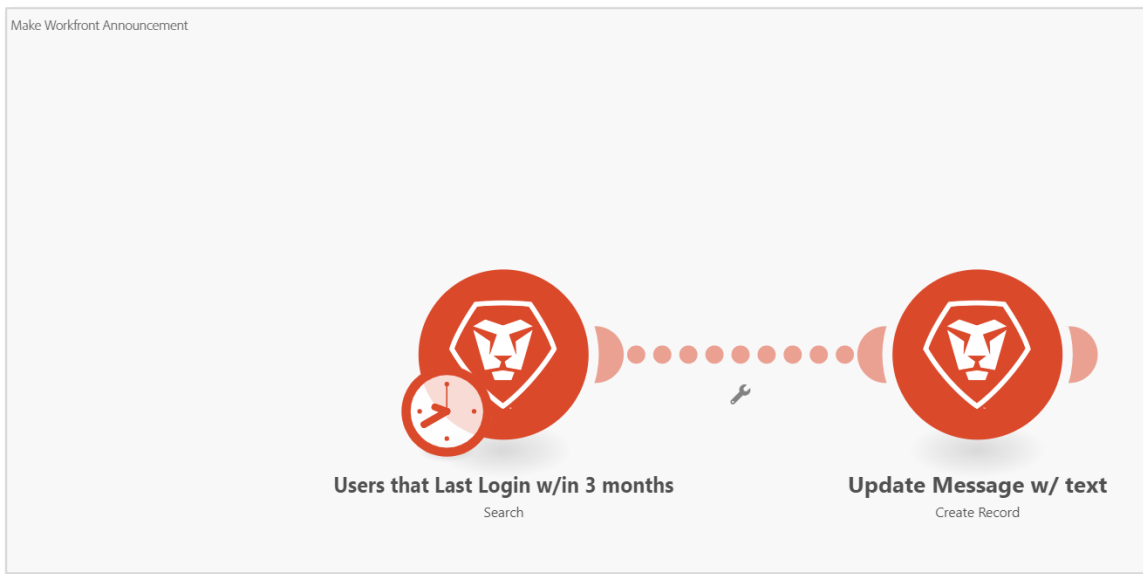 Make Workfront Announcement
Users that Last Login w/in 3 months
Search
Update Message w/ text
Create Record